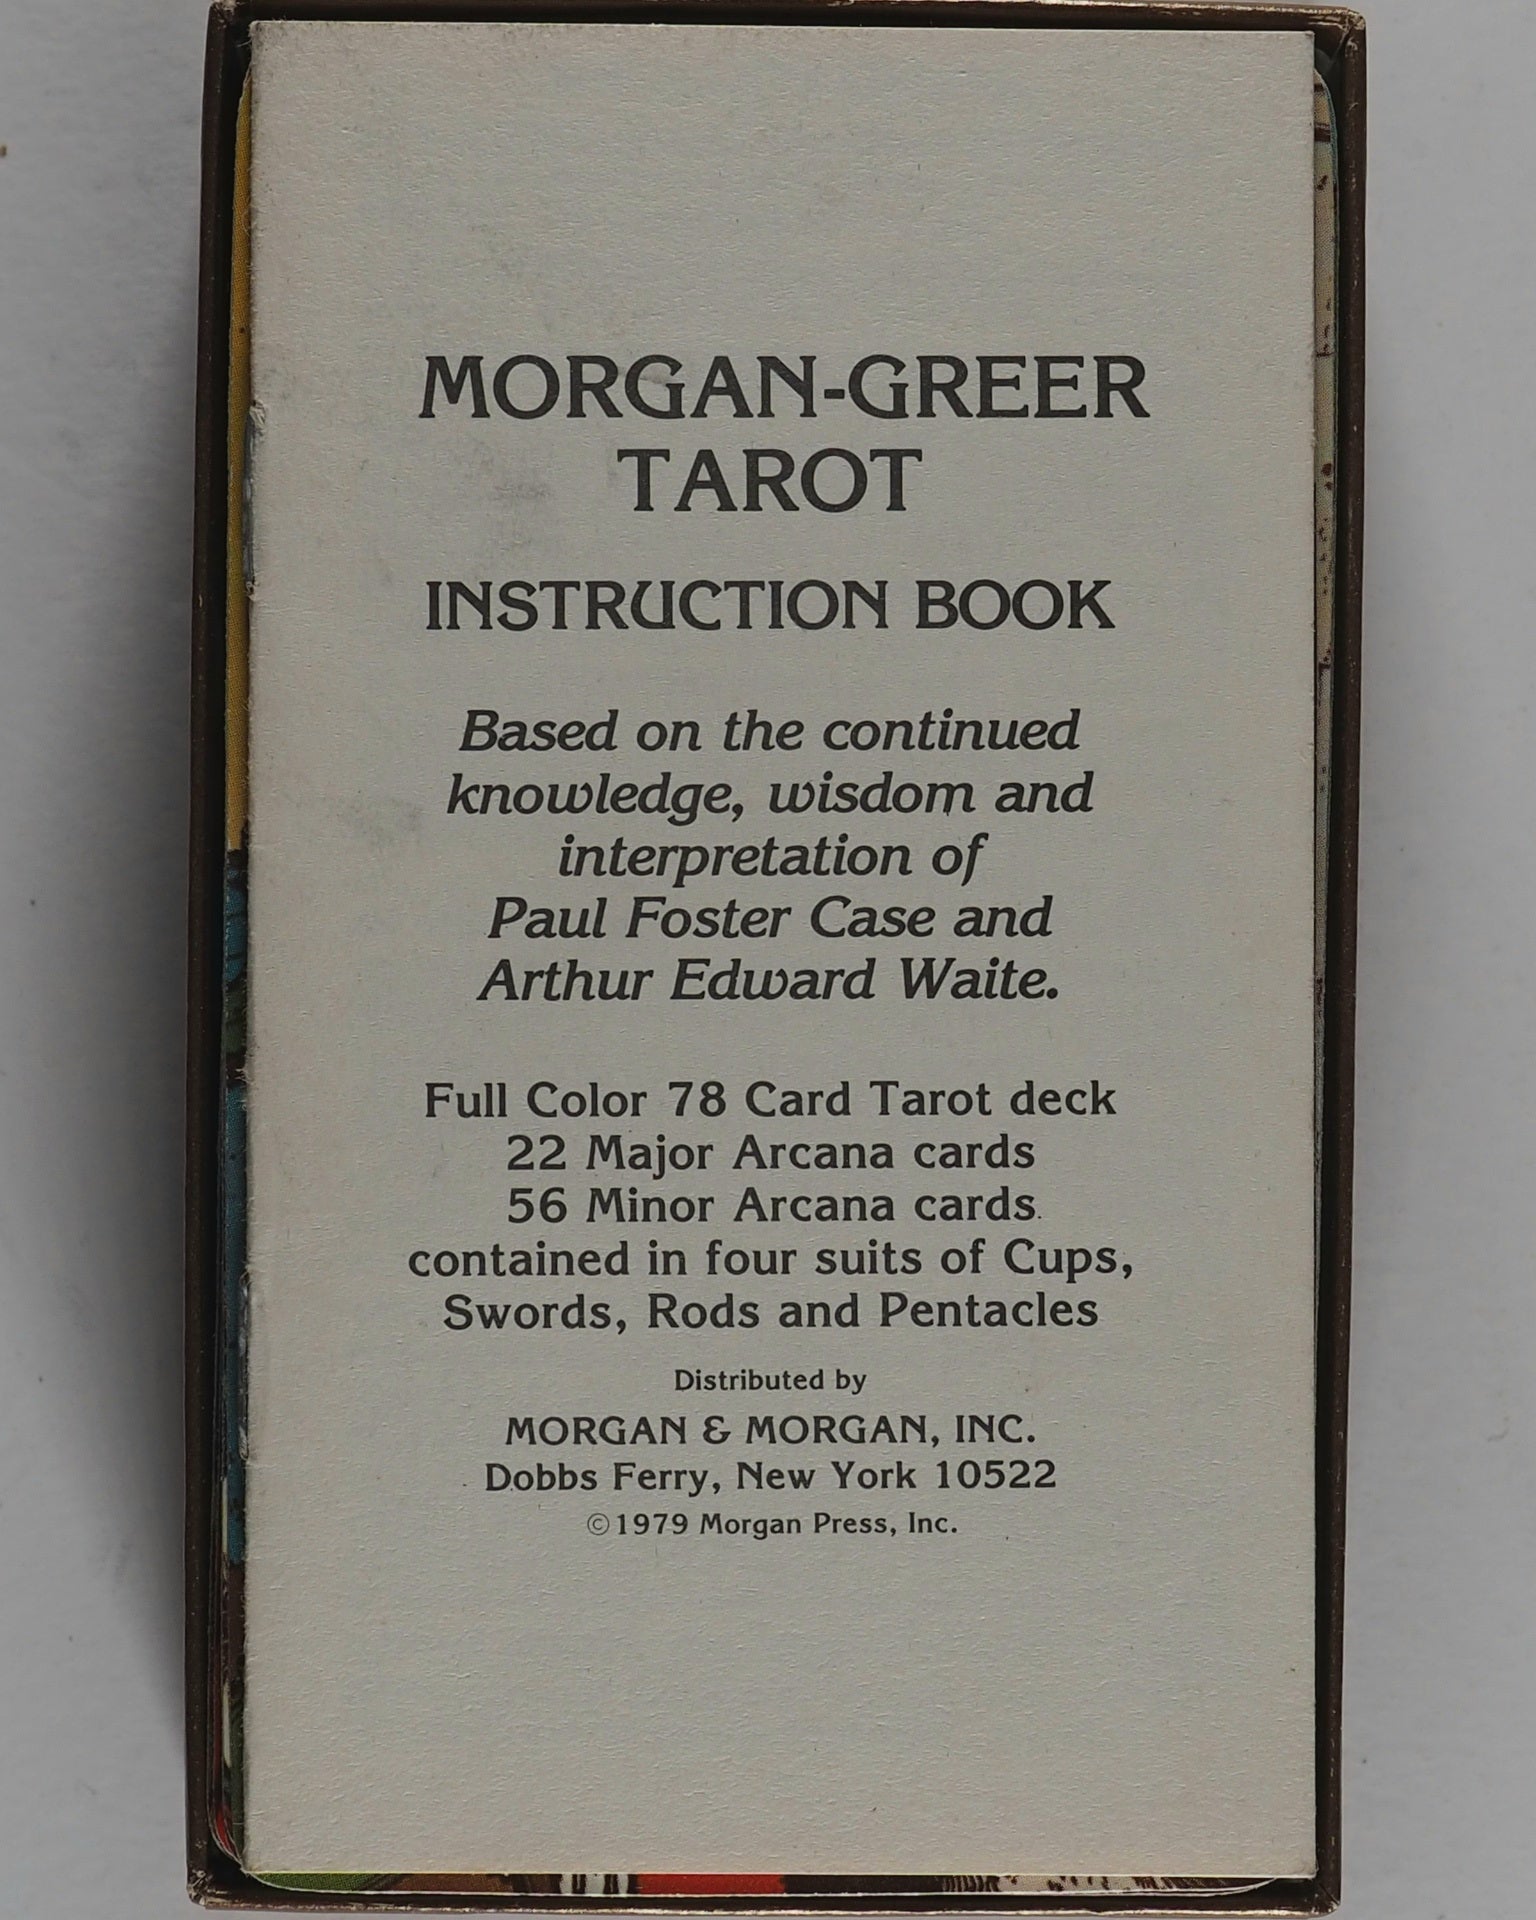 MORGAN-GREER
TAROT
INSTRUCTION BOOK
Based on the continued
knowledge, wisdom and
interpretation of
Paul Foster Case and
Arthur Edward Waite.
Full Color 78 Card Tarot deck
22 Major Arcana cards
56 Minor Arcana cards
contained in four suits of Cups,
Swords, Rods and Pentacles
Distributed by
MORGAN & MORGAN, INC.
Dobbs Ferry, New York 10522
©1979 Morgan Press, Inc.